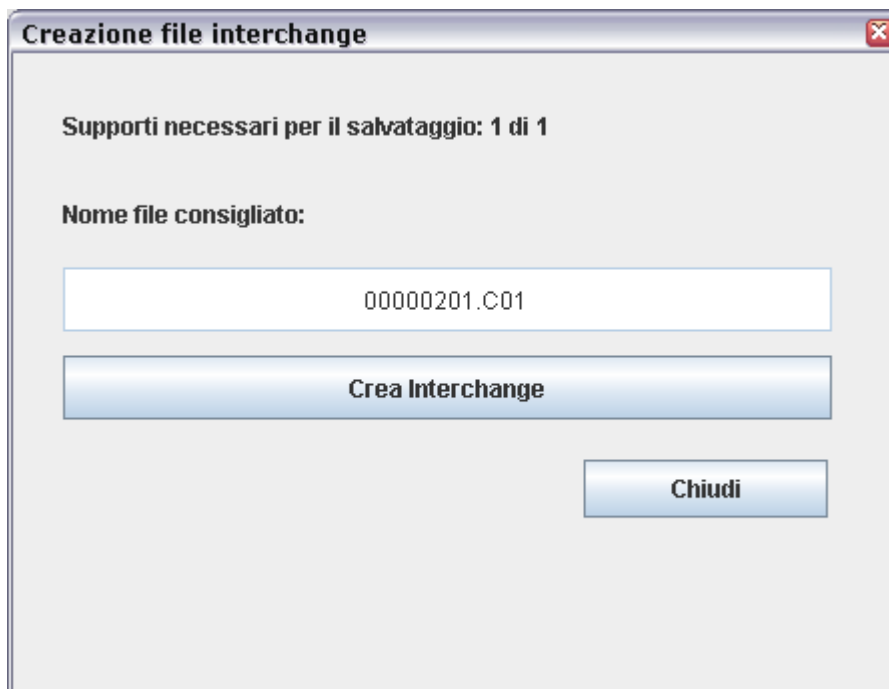 Creazione file interchange
Supporti necessari per il salvataggio: 1 di 1
Nome file consigliato:
00000201.C01
Crea Interchange
Chiudi